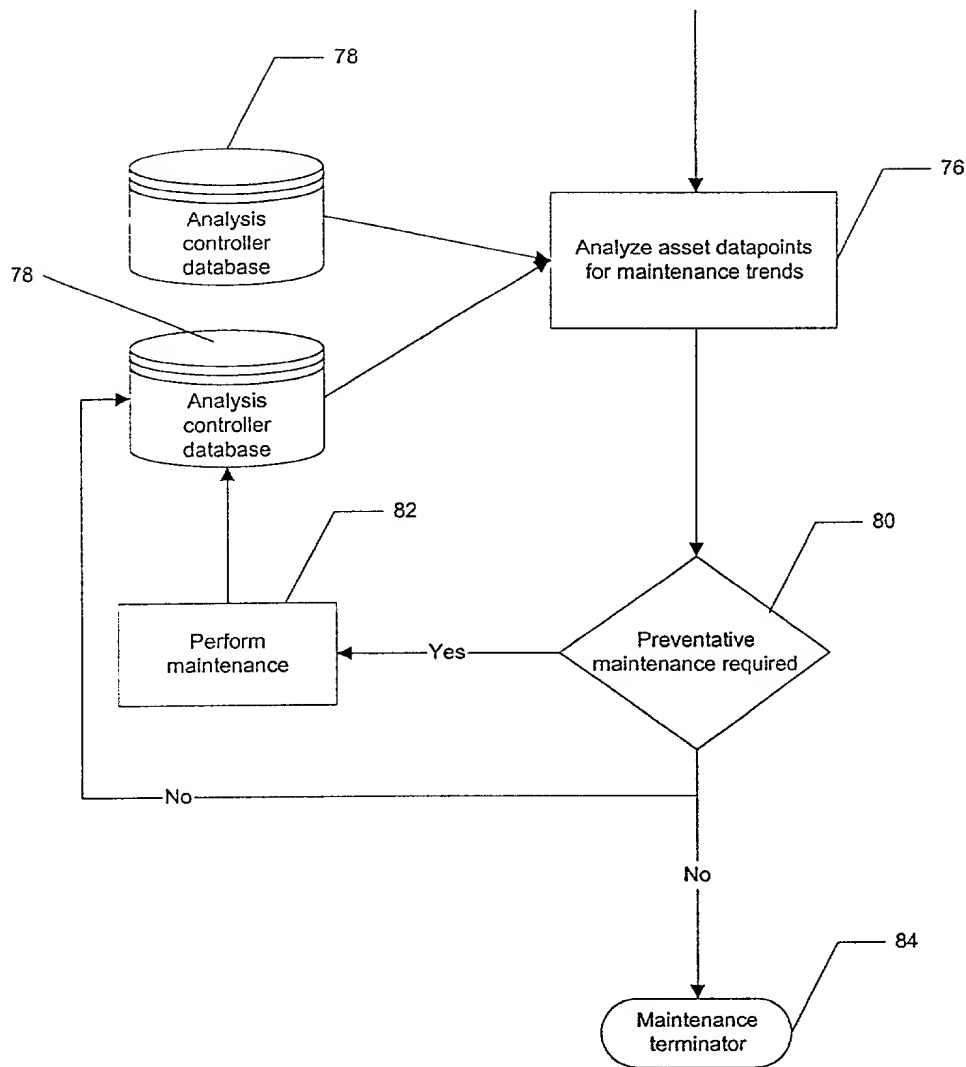 78
Analysis
controller
database
76
Analyze asset datapoints
for maintenance trends
78
Analysis
controller
database
82
80
Perform
maintenance
Yes
Preventative
maintenance required
No
No
84
Maintenance
terminator